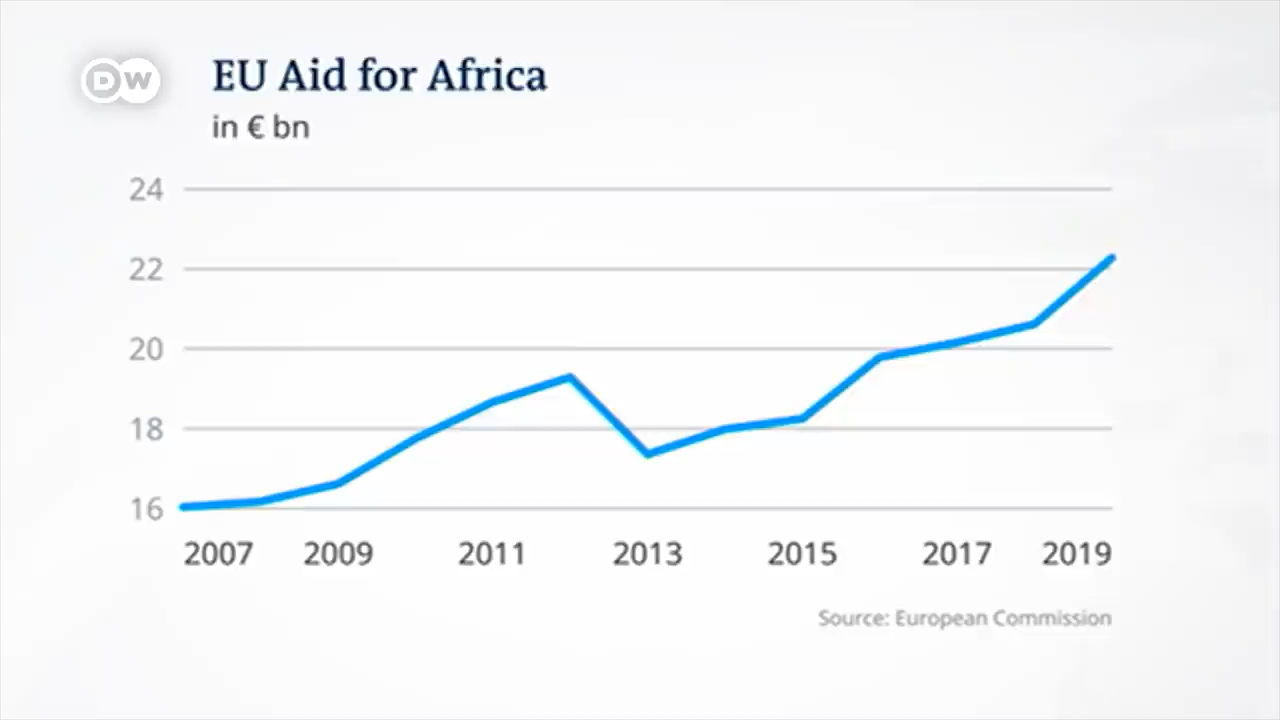 DW
EU Aid for Africa
in € bn
24
22
20
18
16
2007 2009 2011 2013 2015 2017 2019
Source: European Commission